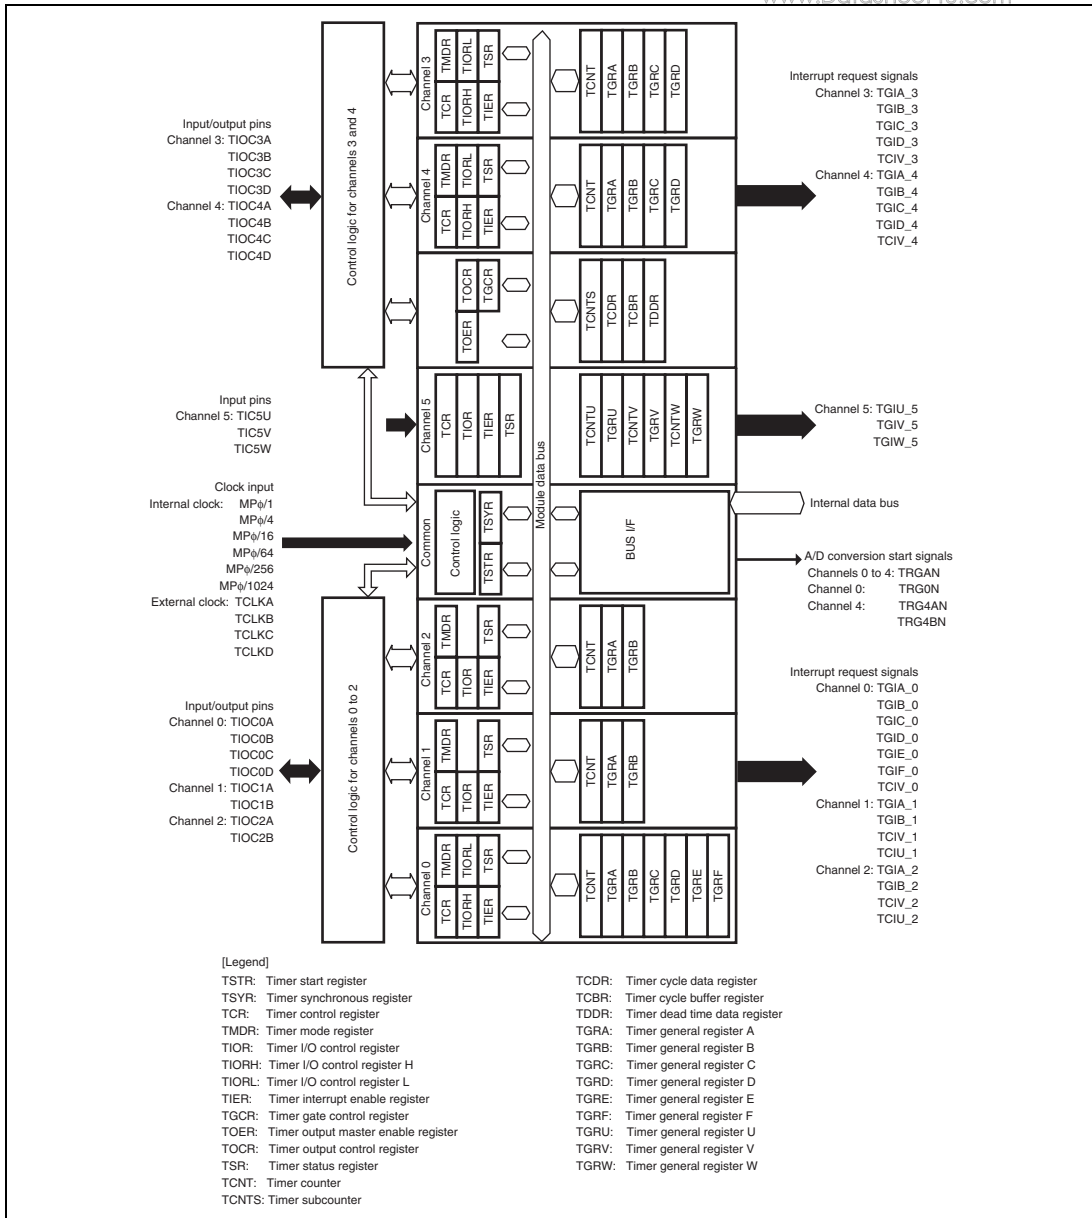 Input/output pins
Channel 3: TIOC3A
TIOC3B
TIOC3C
TIOC3D
Channel 4: TIOC4A
TIOC4B
TIOC4C
TIOC4D
Input pins
Channel 5: TIC5U
TIC5V
TIC5W
Clock input
Internal clock: MPφ/1
MPφ/4
MPφ/16
MPφ/64
MPφ/256
MPφ/1024
External clock: TCLKA
TCLKB
TCLKC
TCLKD
Input/output pins
Channel 0: TIOC0A
TIOC0B
TIOC0C
TIOC0D
Channel 1: TIOC1A
TIOC1B
Channel 2: TIOC2A
TIOC2B
Control logic for channels 3 and 4
Control logic for channels 0 to 2
Channel 3
TMDR
TIORL
TSR
TCR
TIORH
TIER
TCNT
TGRA
TGRB
TGRC
TGRD
Channel 4
TMDR
TIORL
TSR
TCR
TIORH
TIER
TCNT
TGRA
TGRB
TGRC
TGRD
TOCR
TGCR
TOER
TCNTS
TCDR
TCBR
TDDR
Channel 5
TCR
TIOR
TIER
TSR
TCNTU
TGRU
TCNTV
TGRV
TCNTW
TGRW
Module data bus
Common
Control logic
TSYR
TSTR
BUS I/F
Channel 2
TMDR
TSR
TCR
TIOR
TIER
TCNT
TGRA
TGRB
Channel 1
TMDR
TSR
TCR
TIOR
TIER
TCNT
TGRA
TGRB
Channel 0
TMDR
TIORL
TSR
TCR
TIORH
TIER
TCNT
TGRA
TGRB
TGRC
TGRD
TGRE
TGRF
Interrupt request signals
Channel 3: TGIA_3
TGIB_3
TGIC_3
TGID_3
TCIV_3
Channel 4: TGIA_4
TGIB_4
TGIC_4
TGID_4
TCIV_4
Channel 5: TGIU_5
TGIV_5
TGIW_5
Internal data bus
A/D conversion start signals
Channels 0 to 4: TRGAN
Channel 0: TRG0N
Channel 4: TRG4AN
TRG4BN
Interrupt request signals
Channel 0: TGIA_0
TGIB_0
TGIC_0
TGID_0
TGIE_0
TGIF_0
TCIV_0
Channel 1: TGIA_1
TGIB_1
TCIV_1
TCIU_1
Channel 2: TGIA_2
TGIB_2
TCIV_2
TCIU_2
[Legend]
TSTR: Timer start register
TSYR: Timer synchronous register
TCR: Timer control register
TMDR: Timer mode register
TIOR: Timer I/O control register
TIORH: Timer I/O control register H
TIORL: Timer I/O control register L
TIER: Timer interrupt enable register
TGCR: Timer gate control register
TOER: Timer output master enable register
TOCR: Timer output control register
TSR: Timer status register
TCNT: Timer counter
TCNTS: Timer subcounter
TCDR: Timer cycle data register
TCBR: Timer cycle buffer register
TDDR: Timer dead time data register
TGRA: Timer general register A
TGRB: Timer general register B
TGRC: Timer general register C
TGRD: Timer general register D
TGRE: Timer general register E
TGRF: Timer general register F
TGRU: Timer general register U
TGRV: Timer general register V
TGRW: Timer general register W